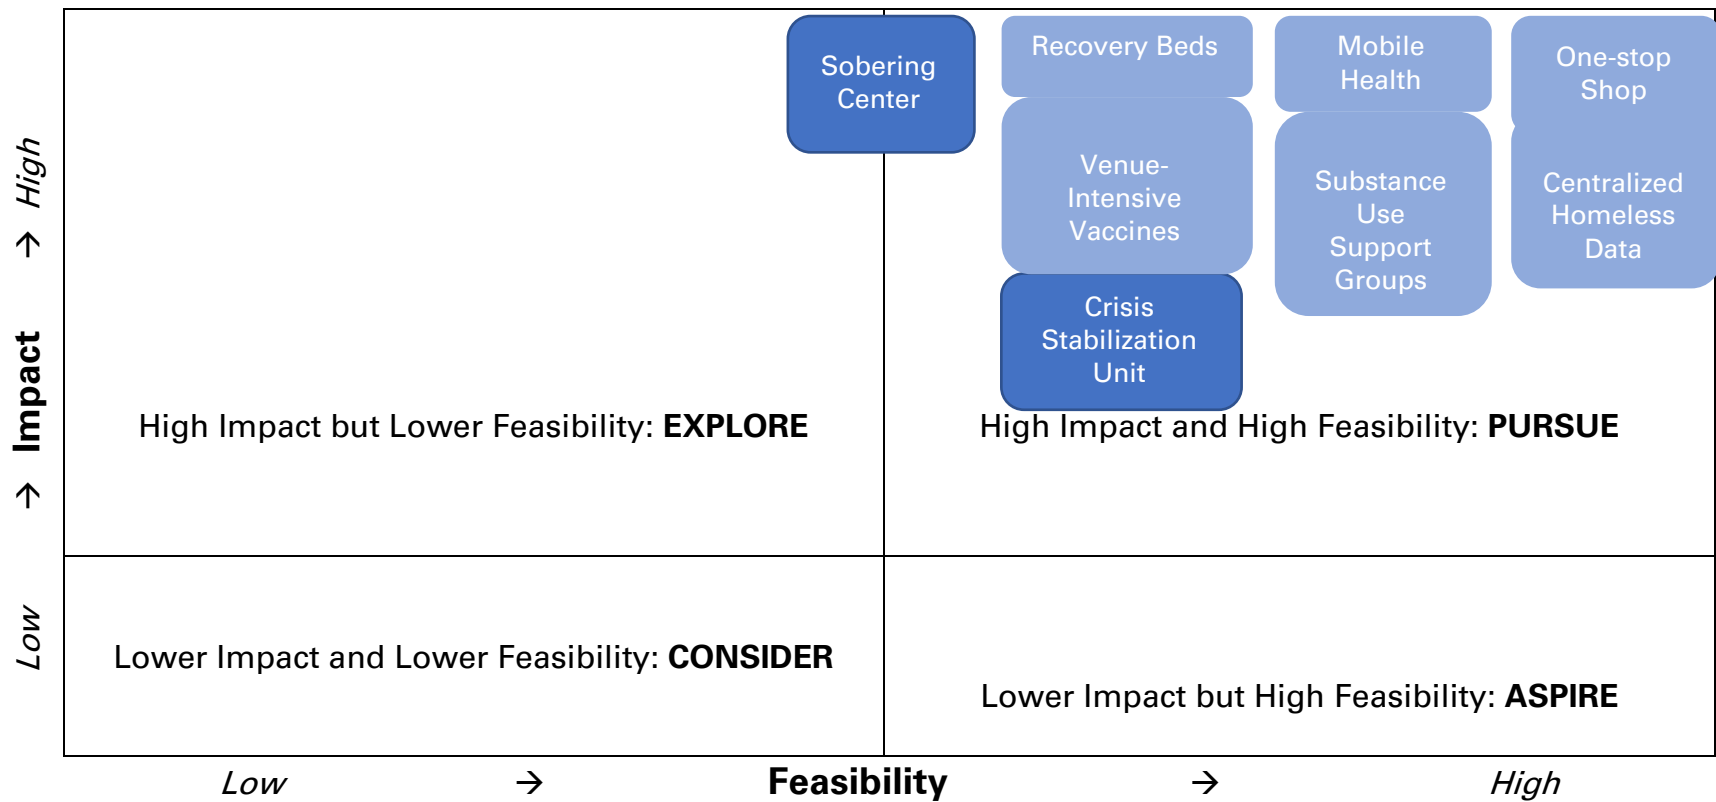 Sobering
Center
Recovery Beds
Mobile
Health
One-stop
Shop
Venue-
Intensive
Vaccines
Substance
Use
Support
Groups
Centralized
Homeless
Data
Crisis
Stabilization
Unit
High Impact but Lower Feasibility: EXPLORE
High Impact and High Feasibility: PURSUE
Lower Impact and Lower Feasibility: CONSIDER
Lower Impact but High Feasibility: ASPIRE
Low → Impact → High
Low → Feasibility → High